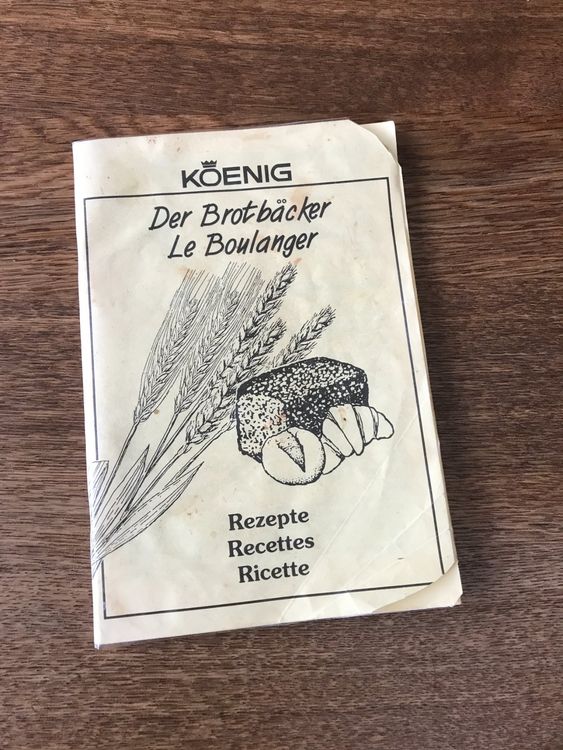 KOENIG
Der Brotbäcker
Le Boulanger
Rezepte
Recettes
Ricette